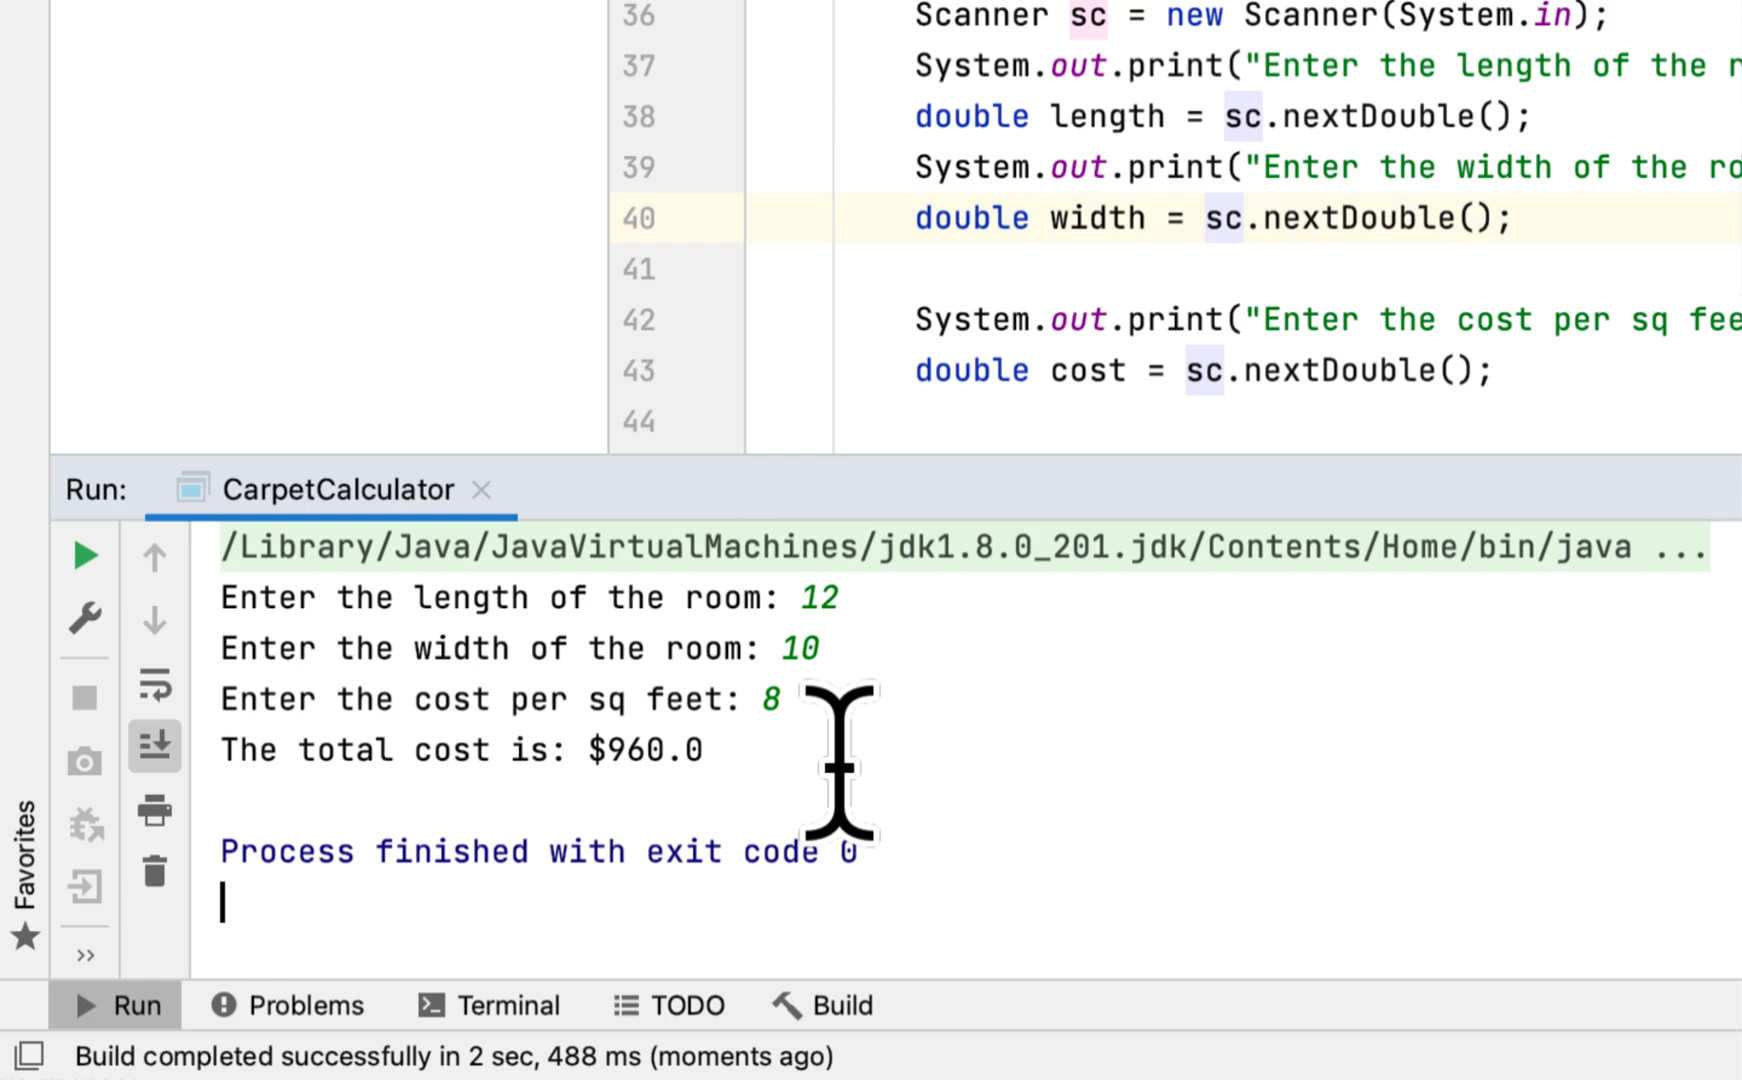 36 Scanner sc = new Scanner(System.in);
37 System.out.print("Enter the length of the r
38 double length = sc.nextDouble();
39 System.out.print("Enter the width of the ro
40 double width = sc.nextDouble();
41
42 System.out.print("Enter the cost per sq fee
43 double cost = sc.nextDouble();
44
Run: CarpetCalculator
/Library/Java/JavaVirtualMachines/jdk1.8.0_201.jdk/Contents/Home/bin/java ...
Enter the length of the room: 12
Enter the width of the room: 10
Enter the cost per sq feet: 8
The total cost is: $960.0
Process finished with exit code 0
Favorites
Run Problems Terminal TODO Build
Build completed successfully in 2 sec, 488 ms (moments ago)